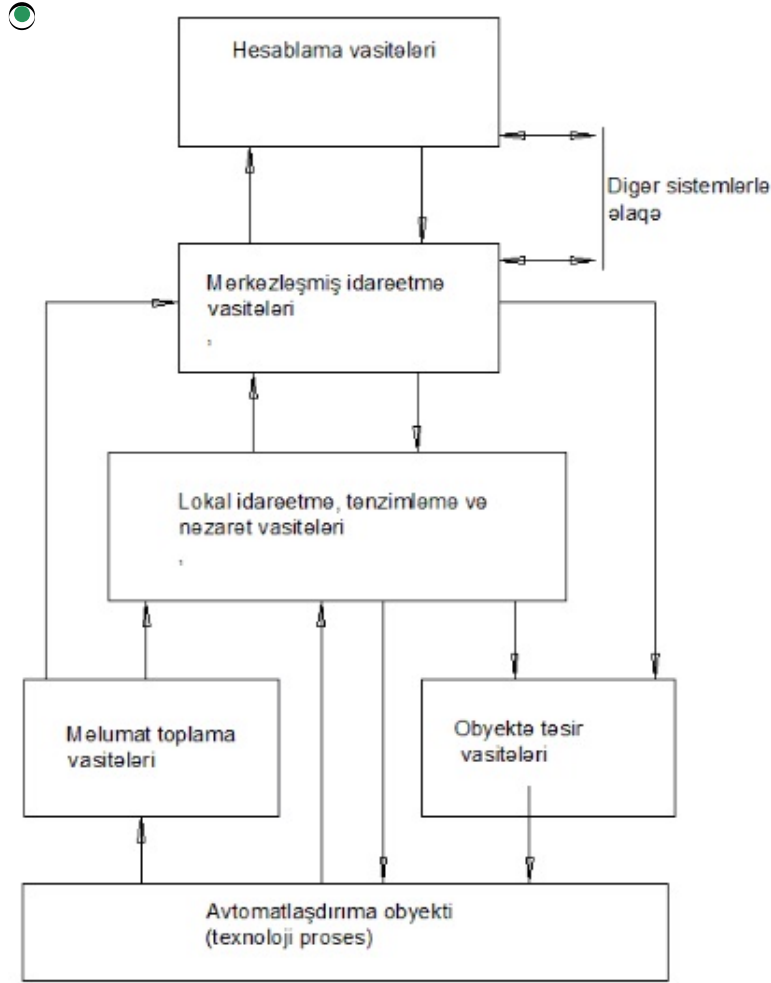 Hesablama vasitələri
Digər sistemlərlə
əlaqə
Mərkəzləşmiş idarəetmə
vasitələri
,
Lokal idarəetmə, tənzimləmə və
nəzarət vasitələri
,
Məlumat toplama
vasitələri
Obyektə təsir
vasitələri
Avtomatlaşdırıma obyekti
(texnoloji proses)